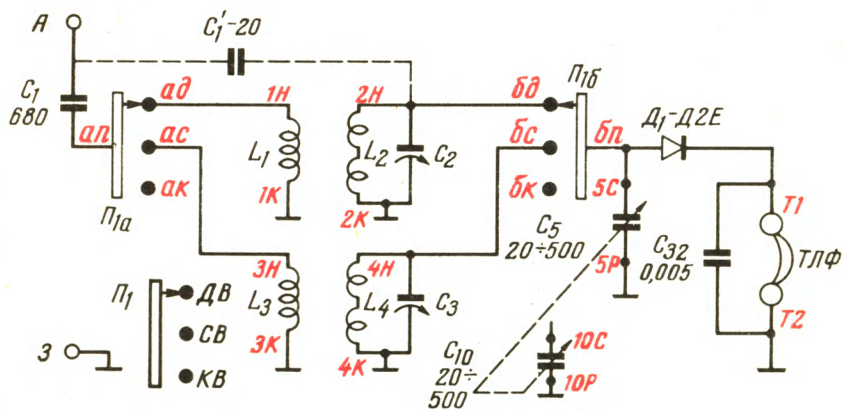 А
C₁′-20
C₁
680
ап
ад
ас
ак
П₁а
1Н
L₁
1К
2Н
L₂
C₂
2К
бд
бс
бк
П₁б
бп
Д₁-Д2Е
5С
C₅
20÷500
5Р
C₃₂
0,005
Т1
ТЛФ
Т2
3Н
L₃
3К
4Н
L₄
C₃
4К
П₁
ДВ
СВ
КВ
З
C₁₀
20÷
500
10С
10Р